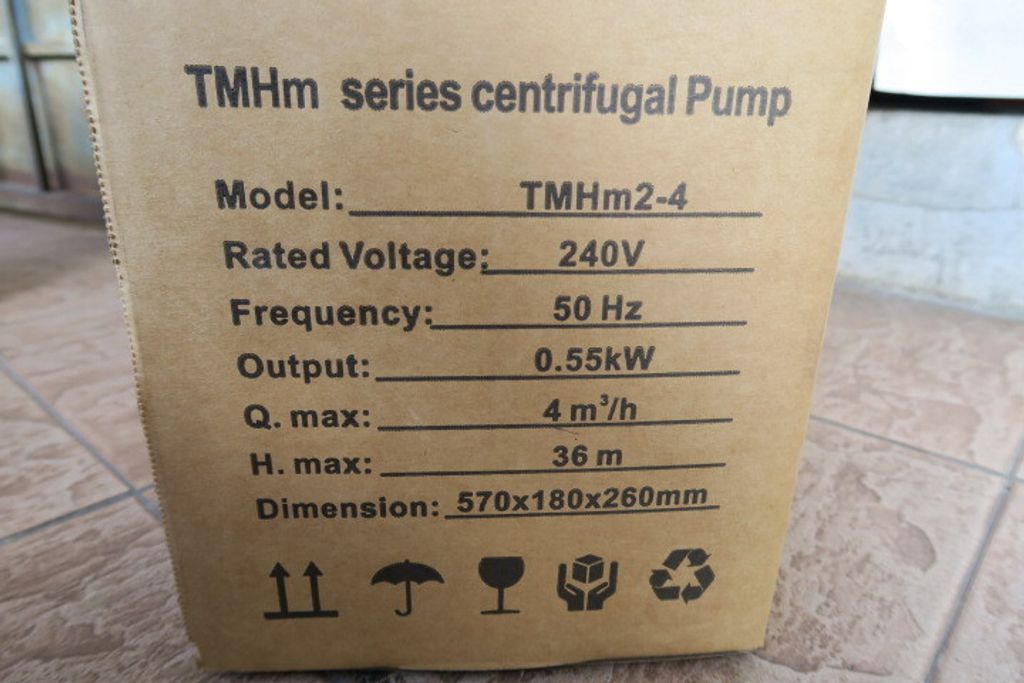 TMHm series centrifugal Pump
Model: TMHm2-4
Rated Voltage: 240V
Frequency: 50 Hz
Output: 0.55kW
Q. max: 4 m³/h
H. max: 36 m
Dimension: 570x180x260mm